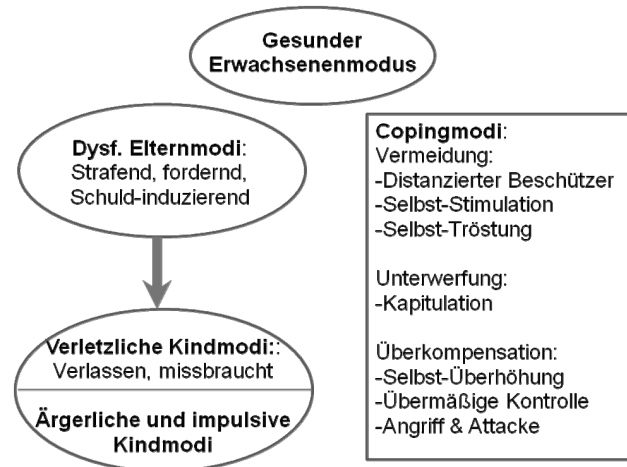 Gesunder
Erwachsenenmodus
Dysf. Elternmodi:
Strafend, fordernd,
Schuld-induzierend
Verletzliche Kindmodi::
Verlassen, missbraucht
Ärgerliche und impulsive
Kindmodi
Copingmodi:
Vermeidung:
-Distanzierter Beschützer
-Selbst-Stimulation
-Selbst-Tröstung
Unterwerfung:
-Kapitulation
Überkompensation:
-Selbst-Überhöhung
-Übermäßige Kontrolle
-Angriff & Attacke